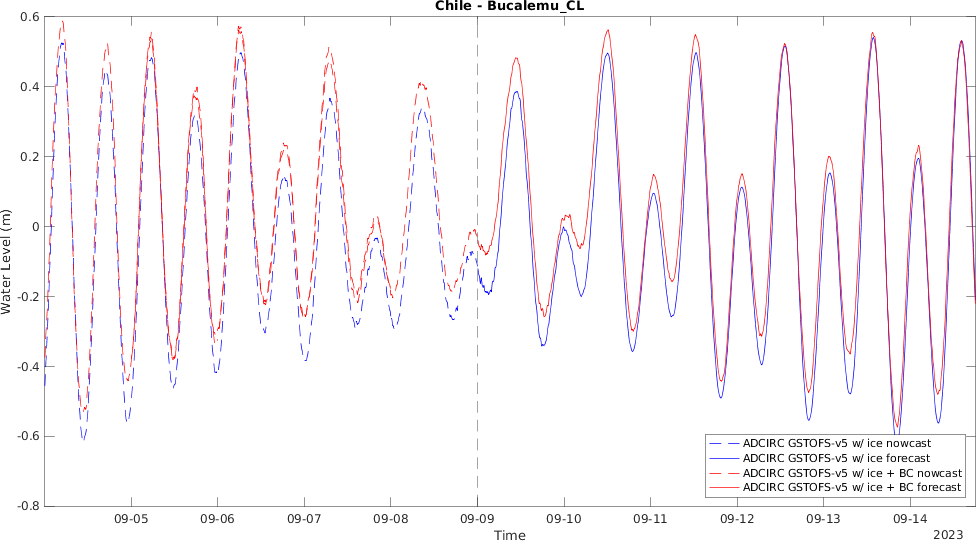 Chile - Bucalemu_CL
0.6
0.4
0.2
0
-0.2
-0.4
-0.6
-0.8
Water Level (m)
ADCIRC GSTOFS-v5 w/ ice nowcast
ADCIRC GSTOFS-v5 w/ ice forecast
ADCIRC GSTOFS-v5 w/ ice + BC nowcast
ADCIRC GSTOFS-v5 w/ ice + BC forecast
09-05 09-06 09-07 09-08 09-09 09-10 09-11 09-12 09-13 09-14
Time
2023